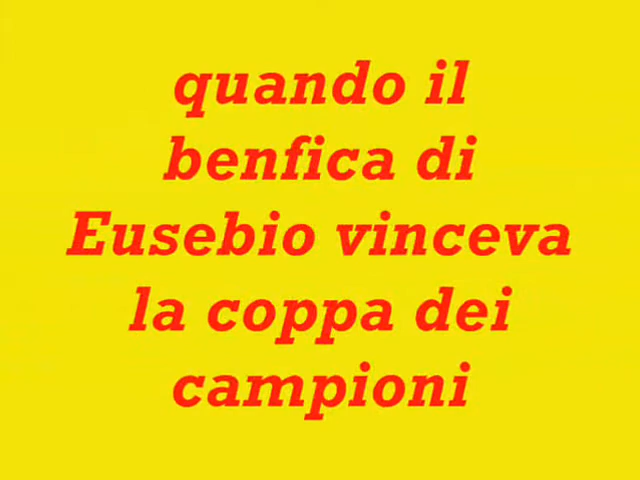 quando il
benfica di
Eusebio vinceva
la coppa dei
campioni